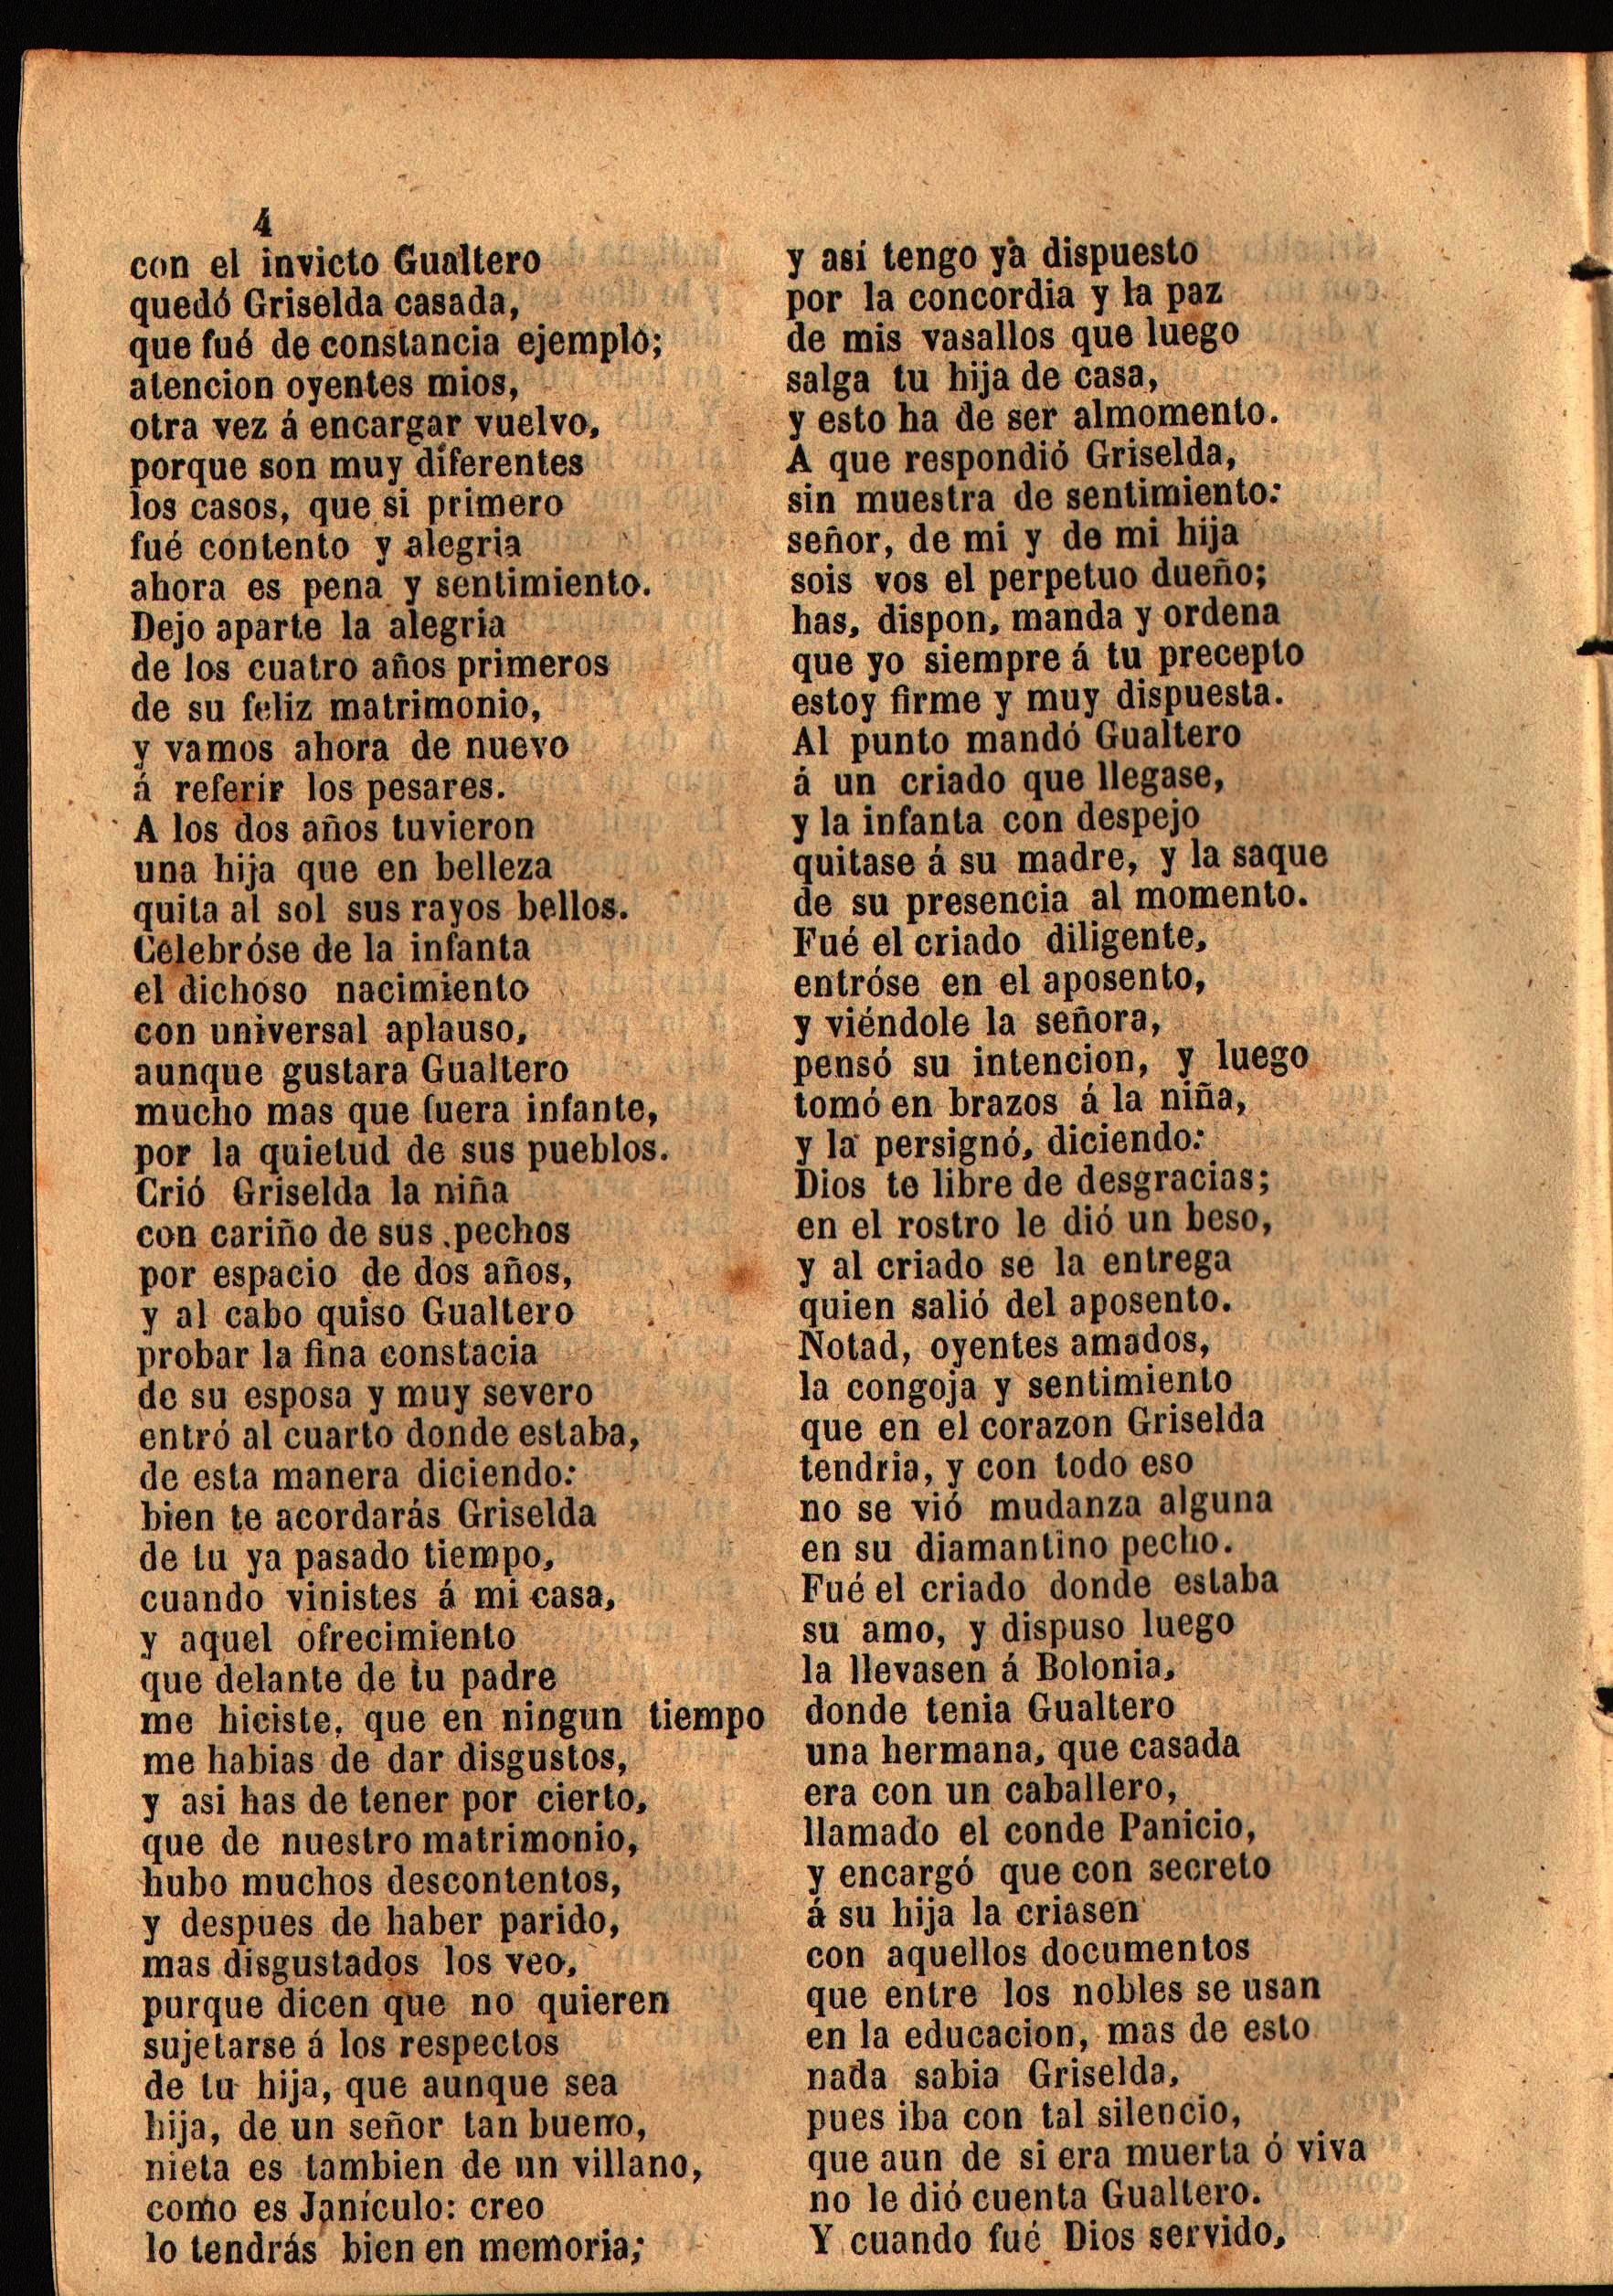 4
con el invicto Gualtero
quedó Griselda casada,
que fué de constancia ejemplo;
atencion oyentes mios,
otra vez á encargar vuelvo,
porque son muy diferentes
los casos, que si primero
fué contento y alegria
ahora es pena y sentimiento.
Dejo aparte la alegria
de los cuatro años primeros
de su feliz matrimonio,
y vamos ahora de nuevo
á referir los pesares.
A los dos años tuvieron
una hija que en belleza
quita al sol sus rayos bellos.
Celebróse de la infanta
el dichoso nacimiento
con universal aplauso,
aunque gustara Gualtero
mucho mas que fuera infante,
por la quietud de sus pueblos.
Crió Griselda la niña
con cariño de sus pechos
por espacio de dos años,
y al cabo quiso Gualtero
probar la fina constacia
de su esposa y muy severo
entró al cuarto donde estaba,
de esta manera diciendo:
bien te acordarás Griselda
de tu ya pasado tiempo,
cuando vinistes á mi casa,
y aquel ofrecimiento
que delante de tu padre
me hiciste, que en ningun tiempo
me habias de dar disgustos,
y asi has de tener por cierto,
que de nuestro matrimonio,
hubo muchos descontentos,
y despues de haber parido,
mas disgustados los veo,
purque dicen que no quieren
sujetarse á los respectos
de tu hija, que aunque sea
hija, de un señor tan bueno,
nieta es tambien de un villano,
como es Janículo: creo
lo tendrás bien en memoria;
y asi tengo ya dispuesto
por la concordia y la paz
de mis vasallos que luego
salga tu hija de casa,
y esto ha de ser almomento.
A que respondió Griselda,
sin muestra de sentimiento:
señor, de mi y de mi hija
sois vos el perpetuo dueño;
has, dispon, manda y ordena
que yo siempre á tu precepto
estoy firme y muy dispuesta.
Al punto mandó Gualtero
á un criado que llegase,
y la infanta con despejo
quitase á su madre, y la saque
de su presencia al momento.
Fué el criado diligente,
entróse en el aposento,
y viéndole la señora,
pensó su intencion, y luego
tomó en brazos á la niña,
y la persignó, diciendo:
Dios te libre de desgracias;
en el rostro le dió un beso,
y al criado se la entrega
quien salió del aposento.
Notad, oyentes amados,
la congoja y sentimiento
que en el corazon Griselda
tendria, y con todo eso
no se vió mudanza alguna
en su diamantino pecho.
Fué el criado donde estaba
su amo, y dispuso luego
la llevasen á Bolonia,
donde tenia Gualtero
una hermana, que casada
era con un caballero,
llamado el conde Panicio,
y encargó que con secreto
á su hija la criasen
con aquellos documentos
que entre los nobles se usan
en la educacion, mas de esto
nada sabia Griselda,
pues iba con tal silencio,
que aun de si era muerta ó viva
no le dió cuenta Gualtero.
Y cuando fué Dios servido,